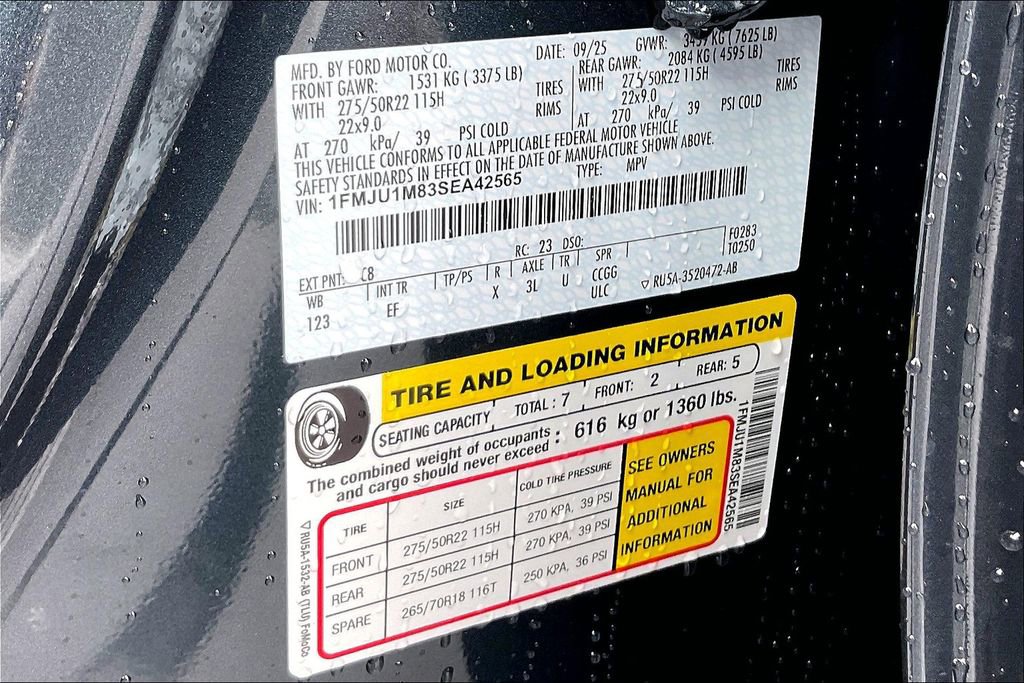 MFD. BY FORD MOTOR CO.
DATE: 09/25 GVWR: 3459 KG ( 7625 LB)
FRONT GAWR: 1531 KG ( 3375 LB)
WITH 275/50R22 115H TIRES
22x9.0 RIMS
AT 270 kPa/ 39 PSI COLD
REAR GAWR: 2084 KG ( 4595 LB)
WITH 275/50R22 115H TIRES
22x9.0 RIMS
AT 270 kPa/ 39 PSI COLD
THIS VEHICLE CONFORMS TO ALL APPLICABLE FEDERAL MOTOR VEHICLE
SAFETY STANDARDS IN EFFECT ON THE DATE OF MANUFACTURE SHOWN ABOVE.
VIN: 1FMJU1M83SEA42565 TYPE: MPV
EXT PNT: C8 RC: 23 DSO: F0283
WB INT TR TP/PS R AXLE TR SPR T0250
123 EF X 3L U CCGG
ULC ▽ RU5A-3520472-AB
TIRE AND LOADING INFORMATION
SEATING CAPACITY TOTAL : 7 FRONT: 2 REAR: 5
The combined weight of occupants
and cargo should never exceed : 616 kg or 1360 lbs.
TIRE SIZE COLD TIRE PRESSURE
FRONT 275/50R22 115H 270 KPA, 39 PSI
REAR 275/50R22 115H 270 KPA, 39 PSI
SPARE 265/70R18 116T 250 KPA, 36 PSI
SEE OWNERS
MANUAL FOR
ADDITIONAL
INFORMATION
1FMJU1M83SEA42565
▽ RU5A-1532-AB (TLU) FoMoCo